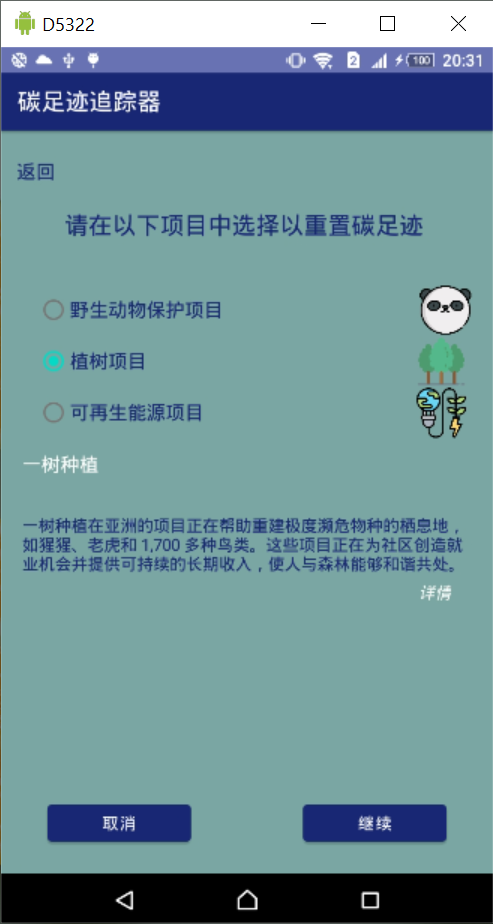 D5322
2 100 20:31
碳足迹追踪器
返回
请在以下项目中选择以重置碳足迹
野生动物保护项目
植树项目
可再生能源项目
一树种植
一树种植在亚洲的项目正在帮助重建极度濒危物种的栖息地，
如猩猩、老虎和 1,700 多种鸟类。这些项目正在为社区创造就
业机会并提供可持续的长期收入，使人与森林能够和谐共处。
详情
取消 继续